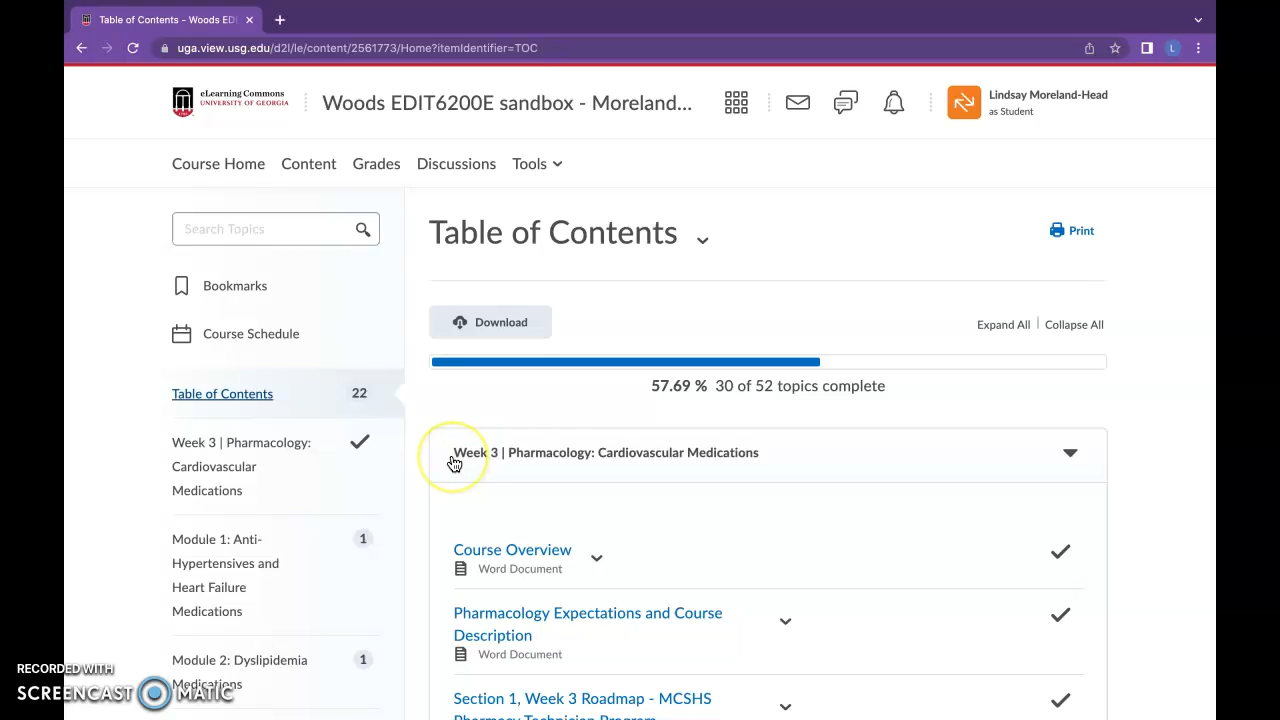 Table of Contents - Woods EDI
uga.view.usg.edu/d2l/le/content/2561773/Home?itemIdentifier=TOC
L
eLearning Commons
UNIVERSITY OF GEORGIA
Woods EDIT6200E sandbox - Moreland...
Lindsay Moreland-Head
as Student
Course Home
Content
Grades
Discussions
Tools
Search Topics
Bookmarks
Course Schedule
Table of Contents 22
Week 3 | Pharmacology:
Cardiovascular
Medications
Module 1: Anti- 1
Hypertensives and
Heart Failure
Medications
Module 2: Dyslipidemia 1
Medications
Table of Contents
Print
Download
Expand All
Collapse All
57.69 % 30 of 52 topics complete
Week 3 | Pharmacology: Cardiovascular Medications
Course Overview
Word Document
Pharmacology Expectations and Course
Description
Word Document
Section 1, Week 3 Roadmap - MCSHS
Pharmacy Technician Program
RECORDED WITH
SCREENCAST MATIC